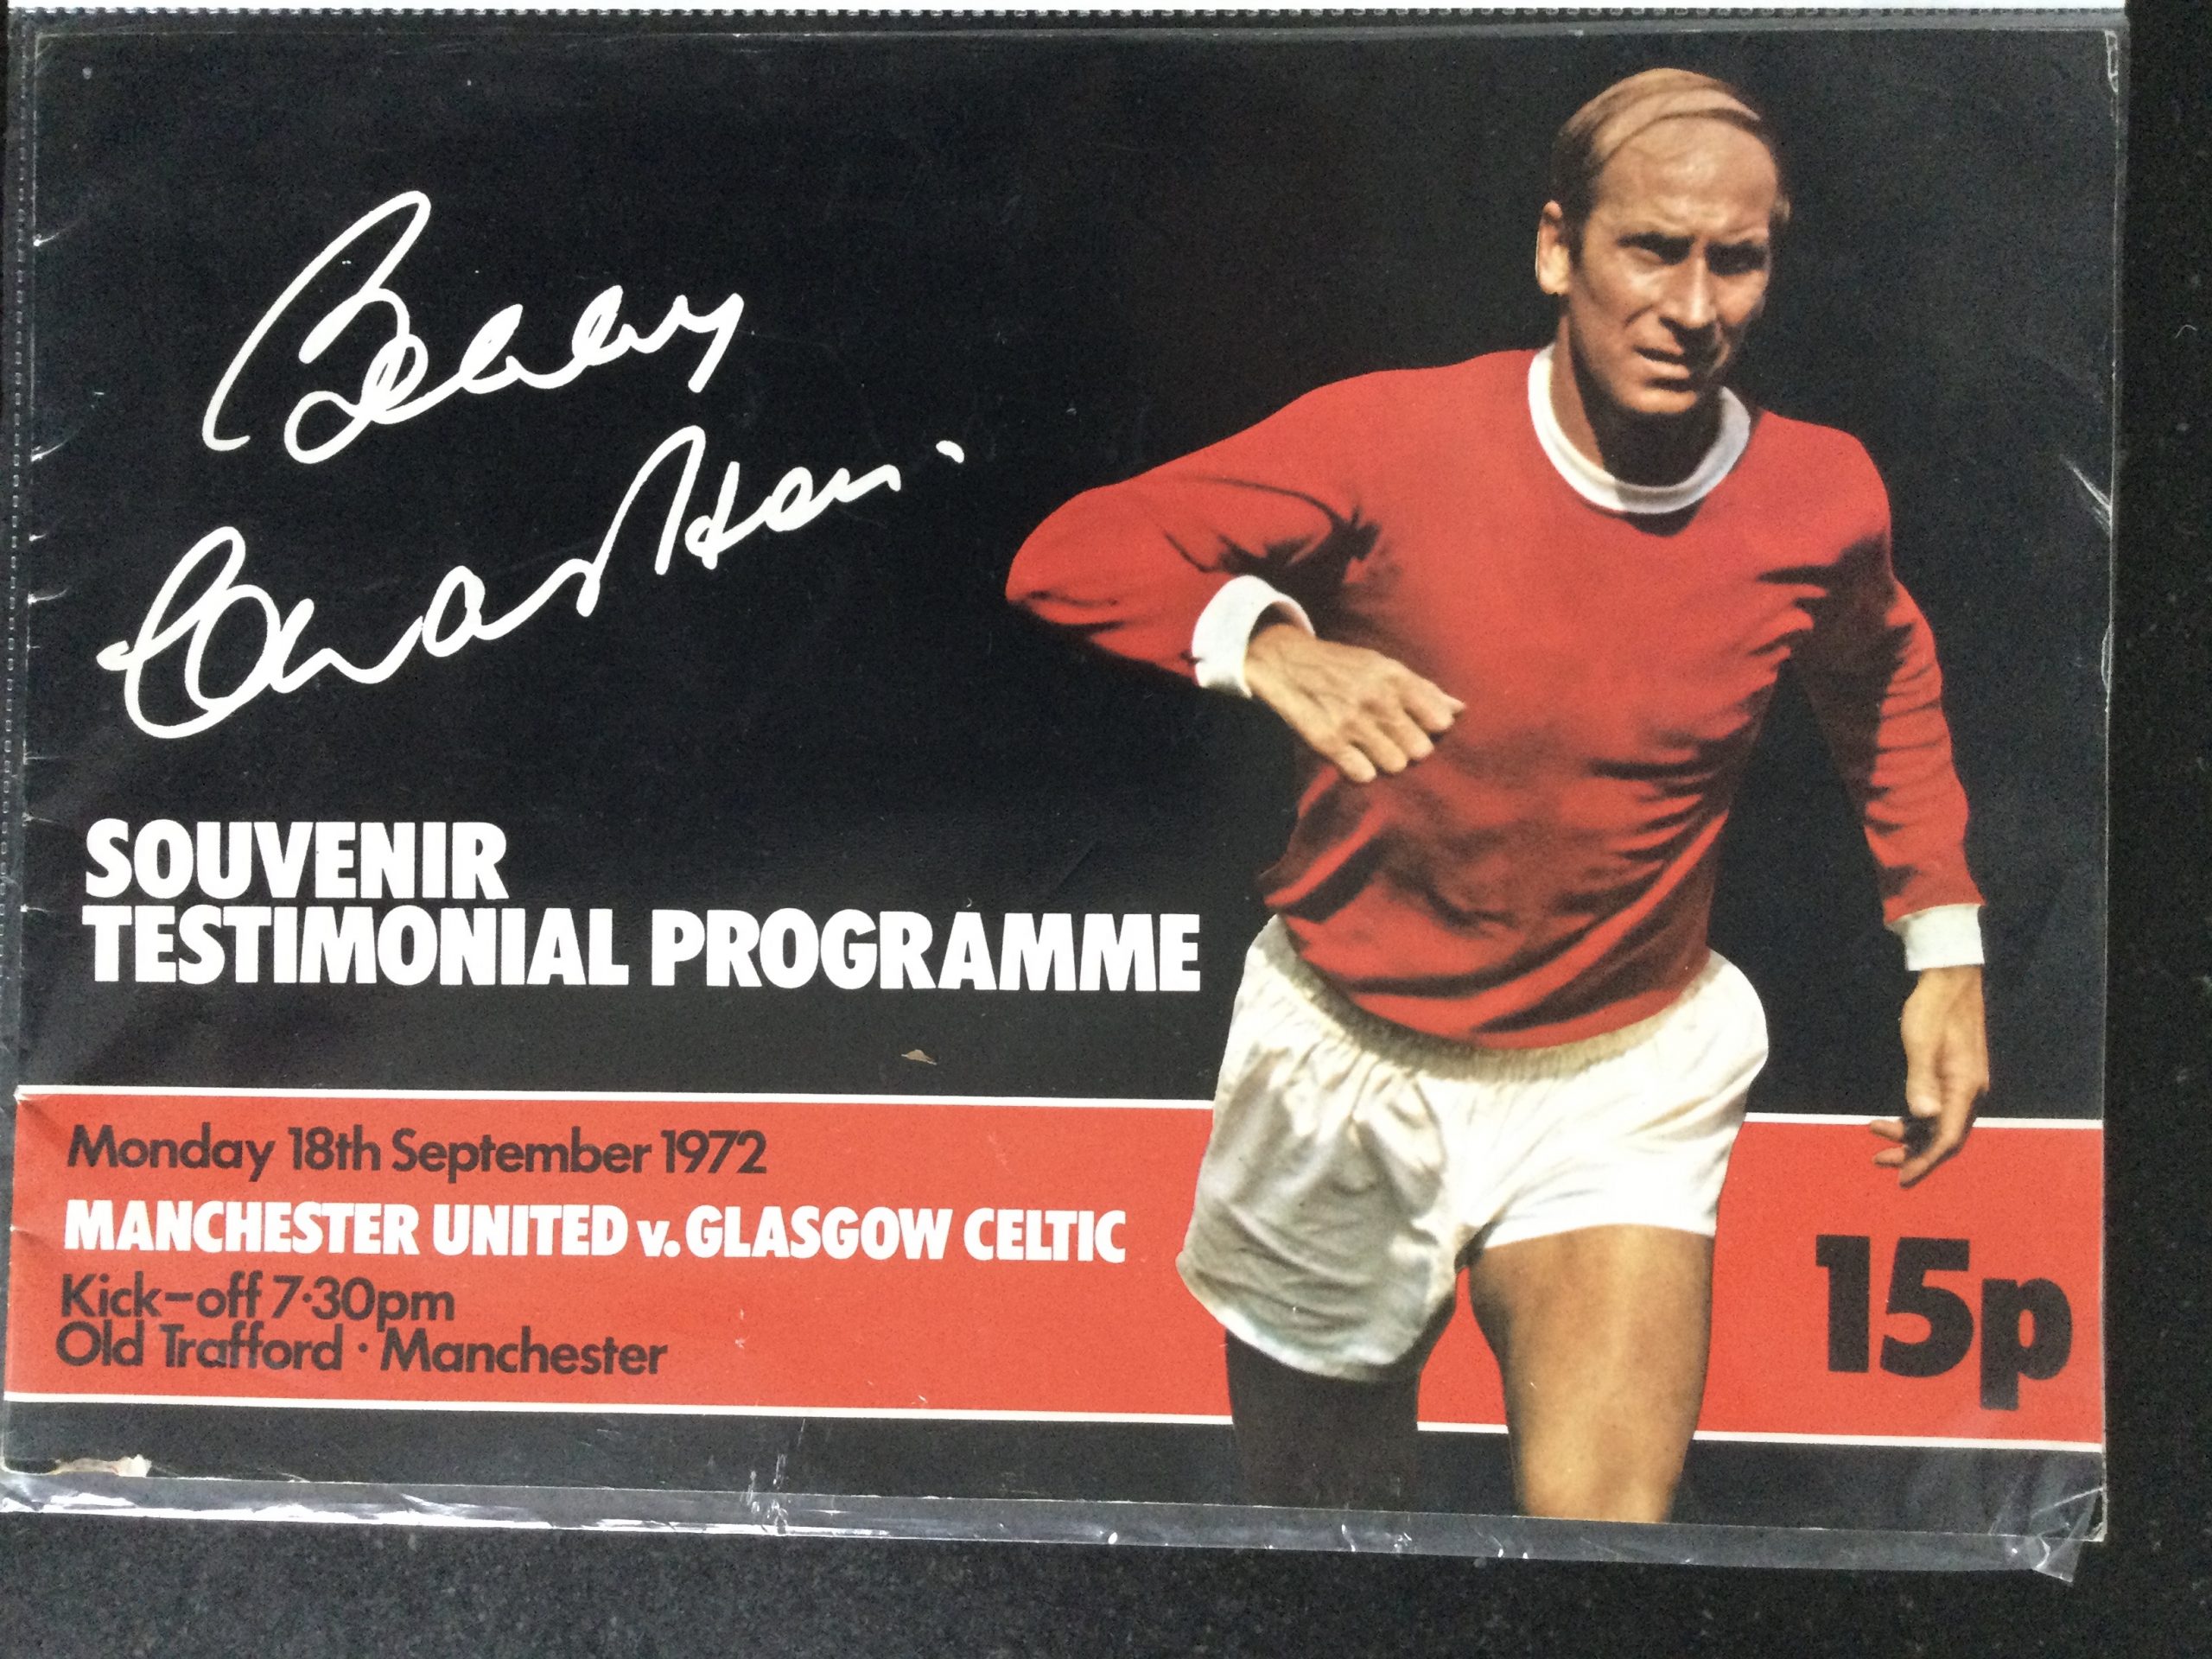 Bobby
Charlton.
SOUVENIR
TESTIMONIAL PROGRAMME
Monday 18th September 1972
MANCHESTER UNITED v. GLASGOW CELTIC
Kick-off 7·30pm
Old Trafford · Manchester
15p